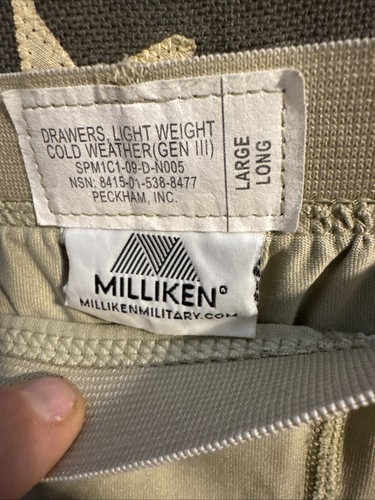 DRAWERS, LIGHT WEIGHT
COLD WEATHER(GEN III)
SPM1C1-09-D-N005
NSN: 8415-01-538-8477
PECKHAM, INC.
LARGE
LONG
MILLIKEN®
MILLIKENMILITARY.COM